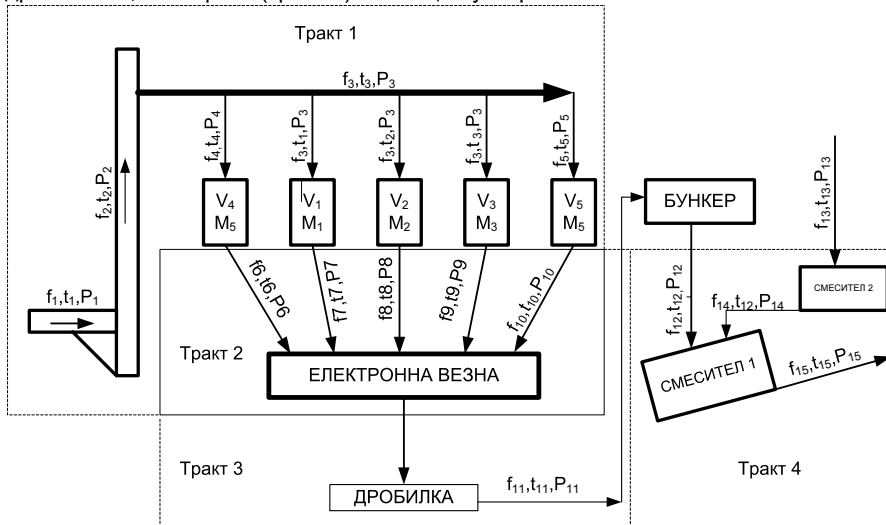 Тракт 1
f3,t3,P3
f4,t4,P4
f3,t1,P3
f3,t2,P3
f3,t3,P3
f5,t5,P5
f2,t2,P2
f13,t13,P13
V4
M5
V1
M1
V2
M2
V3
M3
V5
M5
БУНКЕР
f1,t1,P1
f6,t6,P6
f7,t7,P7
f8,t8,P8
f9,t9,P9
f10,t10,P10
f12,t12,P12
f14,t12,P14
СМЕСИТЕЛ 2
Тракт 2
ЕЛЕКТРОННА ВЕЗНА
СМЕСИТЕЛ 1
f15,t15,P15
Тракт 3
Тракт 4
ДРОБИЛКА
f11,t11,P11